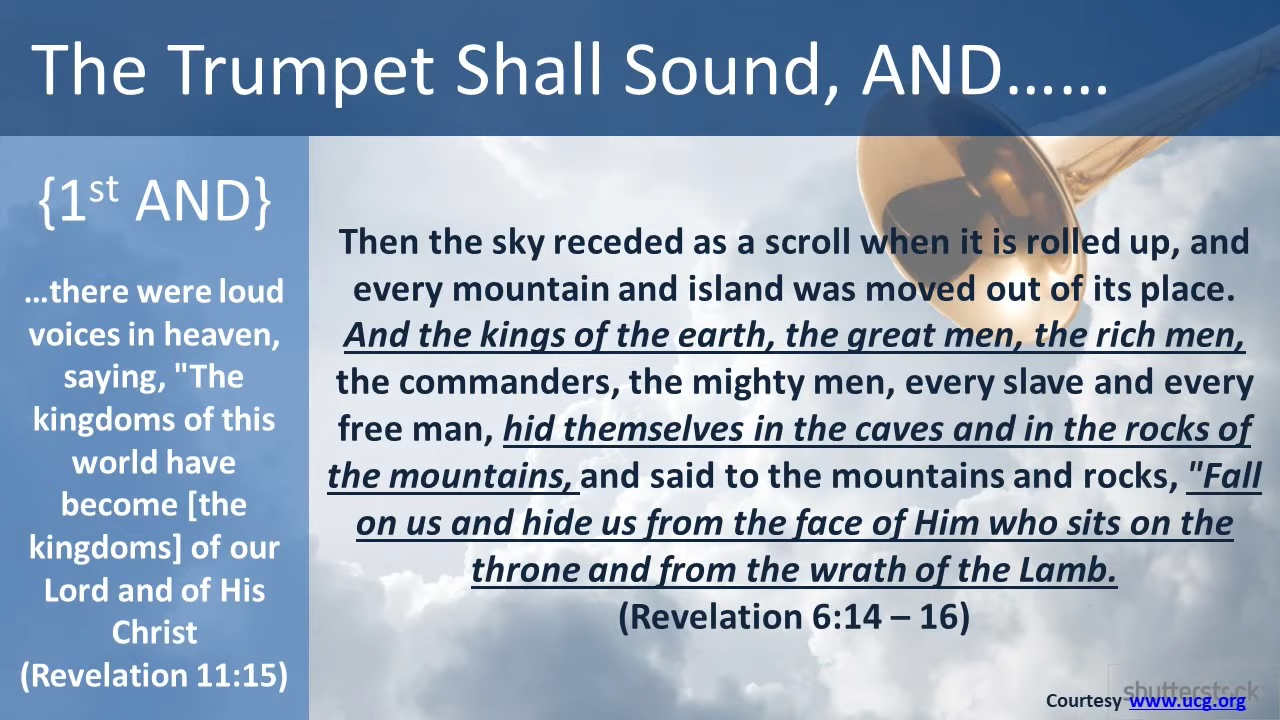 The Trumpet Shall Sound, AND……
{1st AND}
…there were loud
voices in heaven,
saying, "The
kingdoms of this
world have
become [the
kingdoms] of our
Lord and of His
Christ
(Revelation 11:15)
Then the sky receded as a scroll when it is rolled up, and
every mountain and island was moved out of its place.
And the kings of the earth, the great men, the rich men,
the commanders, the mighty men, every slave and every
free man, hid themselves in the caves and in the rocks of
the mountains, and said to the mountains and rocks, "Fall
on us and hide us from the face of Him who sits on the
throne and from the wrath of the Lamb.
(Revelation 6:14 – 16)
shutterstock
Courtesy www.ucg.org